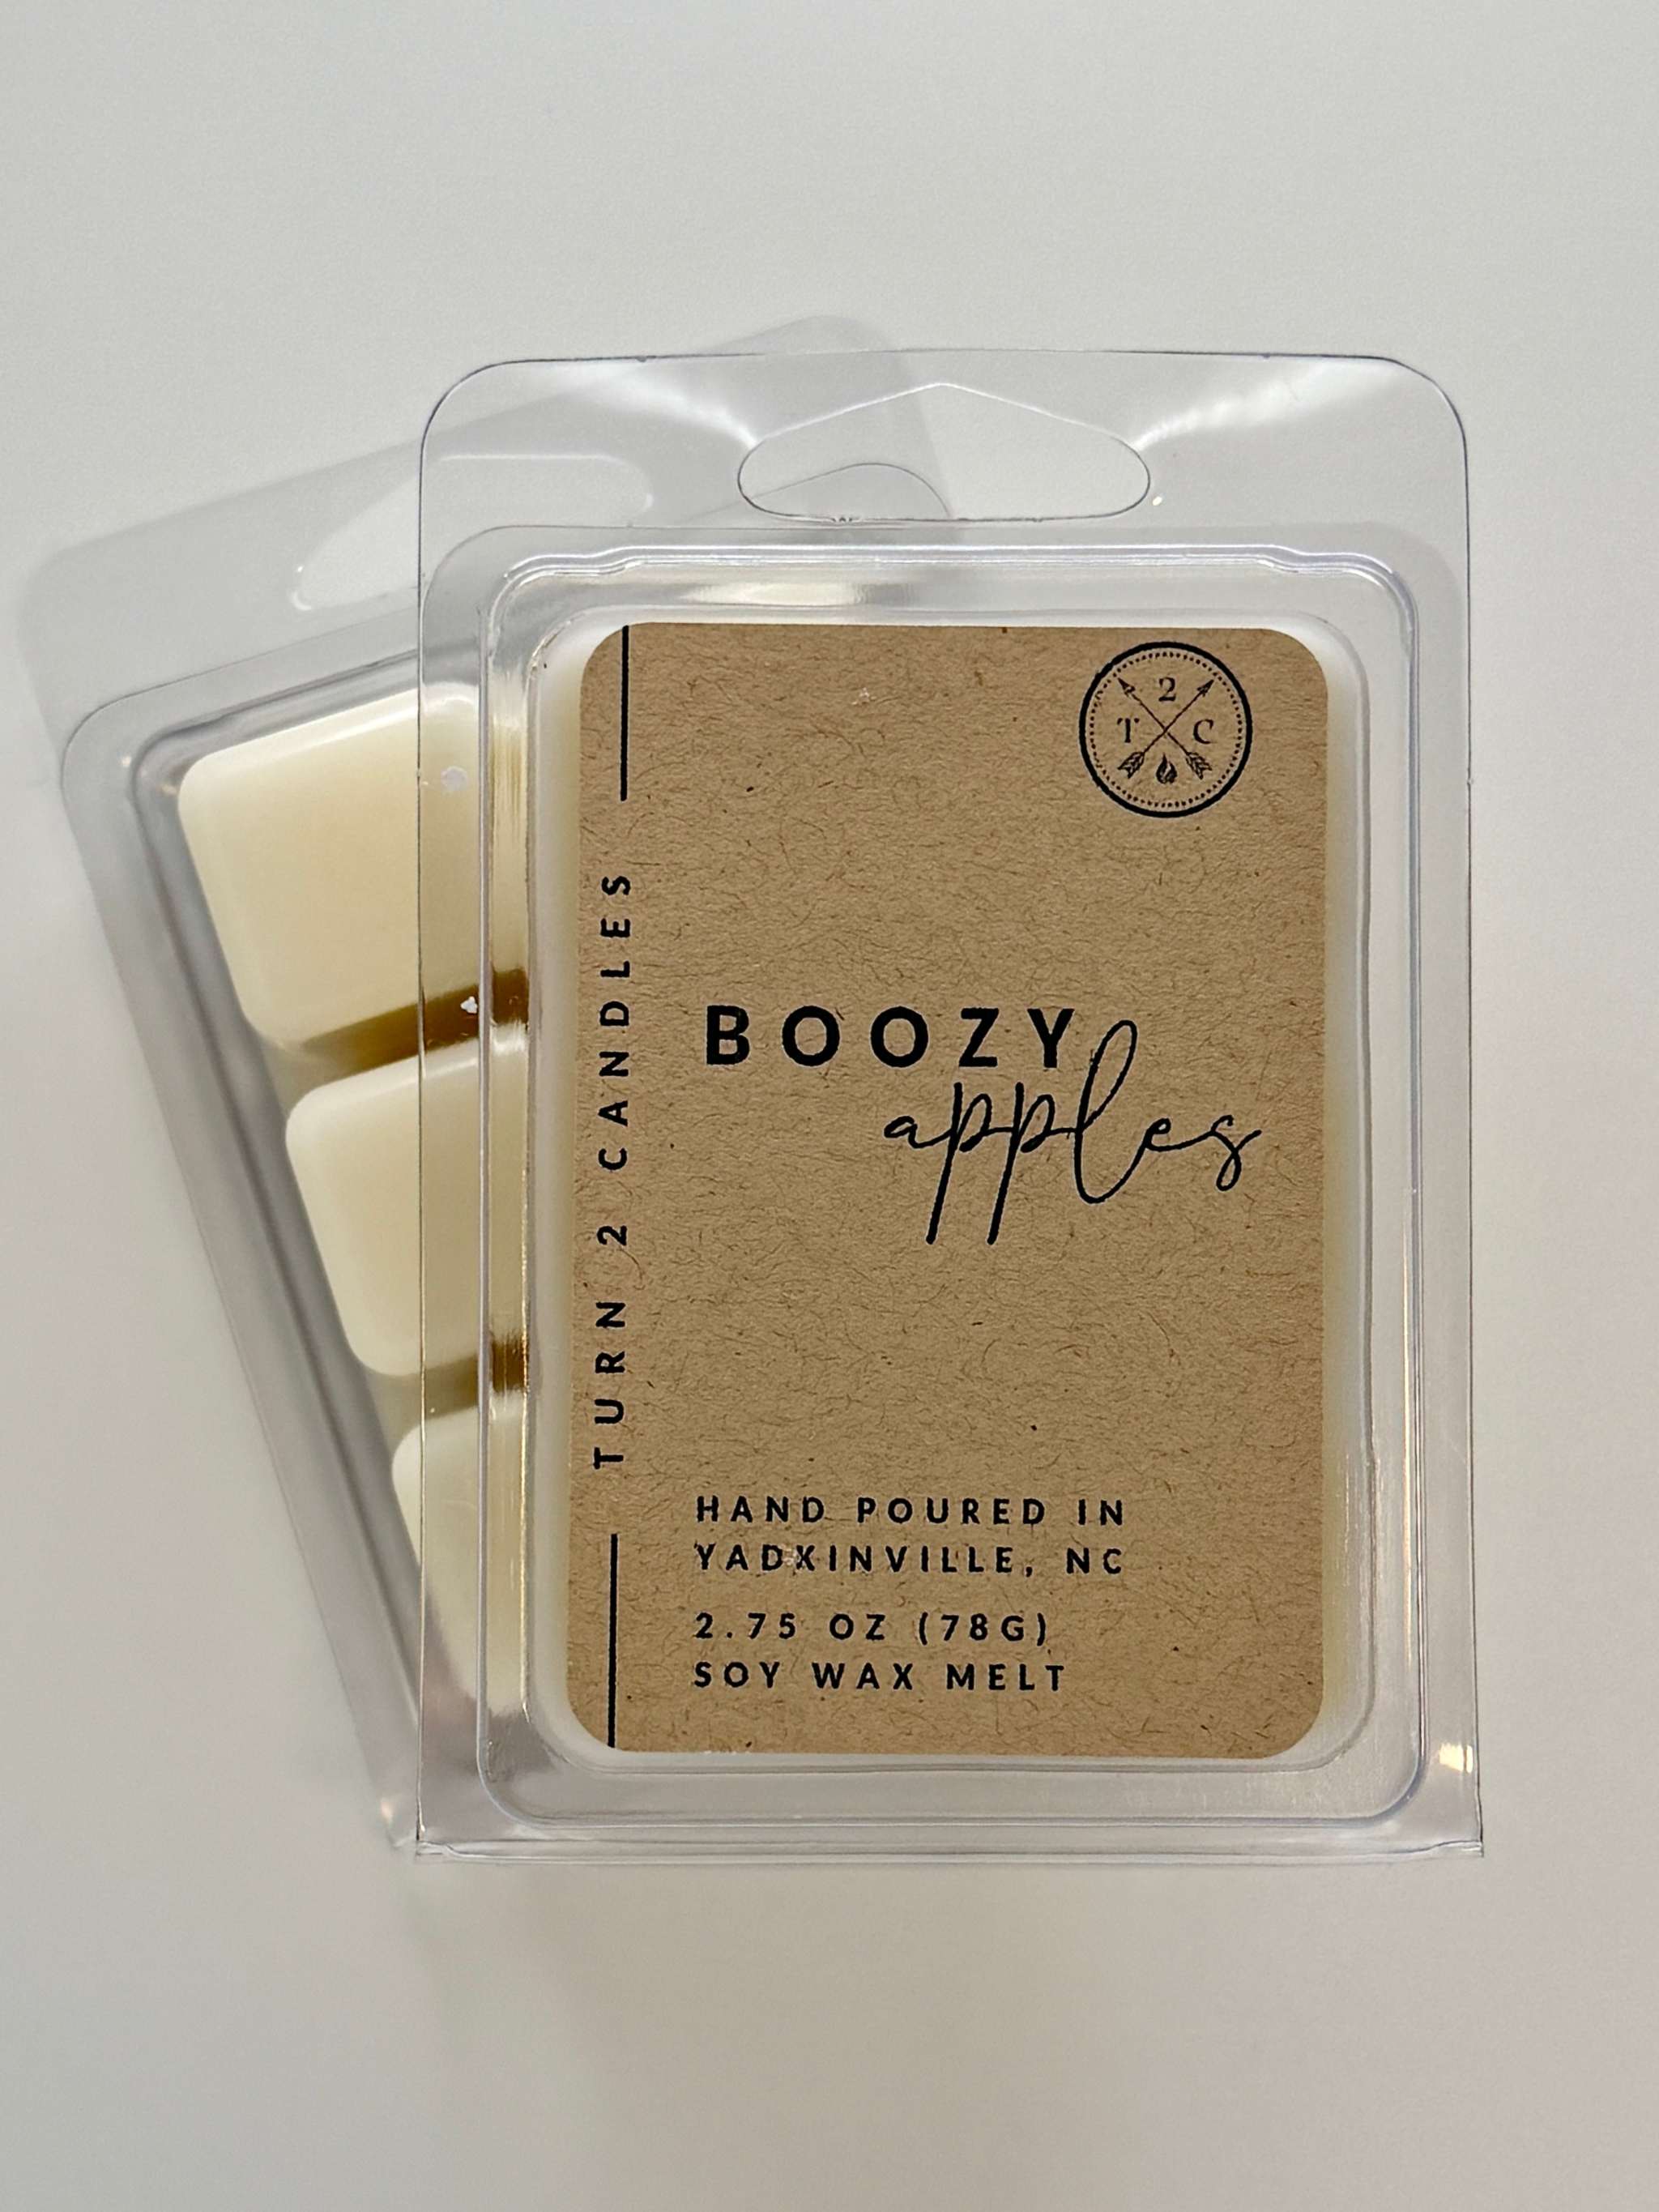 2
T C
TURN 2 CANDLES
BOOZY
apples
HAND POURED IN
YADKINVILLE, NC
2.75 OZ (78G)
SOY WAX MELT